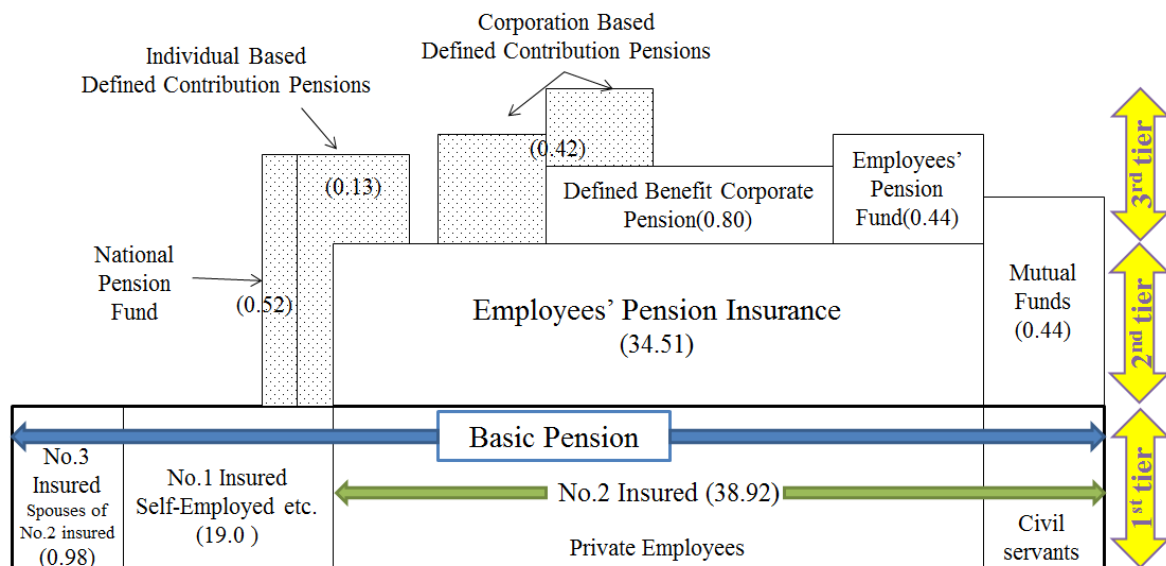 Corporation Based
Defined Contribution Pensions
Individual Based
Defined Contribution Pensions
(0.42)
(0.13)
Defined Benefit Corporate
Pension(0.80)
Employees'
Pension
Fund(0.44)
3rd tier
National
Pension
Fund
(0.52)
Employees' Pension Insurance
(34.51)
Mutual
Funds
(0.44)
2nd tier
Basic Pension
No.3
Insured
Spouses of
No.2 insured
(0.98)
No.1 Insured
Self-Employed etc.
(19.0 )
No.2 Insured (38.92)
Private Employees
Civil
servants
1st tier